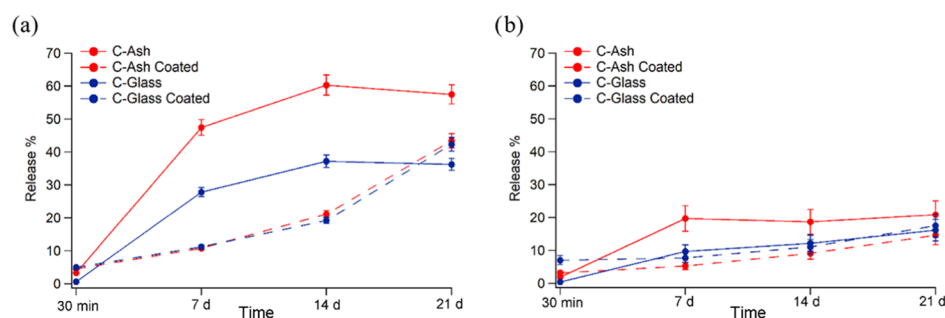 (a)
C-Ash
C-Ash Coated
C-Glass
C-Glass Coated
70
60
50
40
30
20
10
0
Release %
30 min
7 d
14 d
21 d
Time
(b)
C-Ash
C-Ash Coated
C-Glass
C-Glass Coated
70
60
50
40
30
20
10
0
Release %
30 min
7 d
14 d
21 d
Time